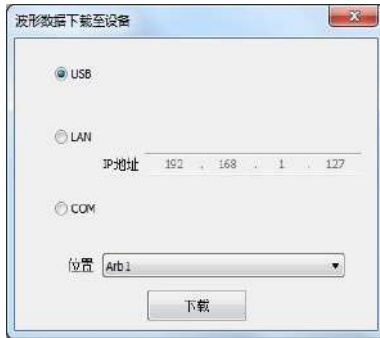 波形数据下载至设备
USB
LAN
IP地址 192 . 168 . 1 . 127
COM
位置 Arb1
下载